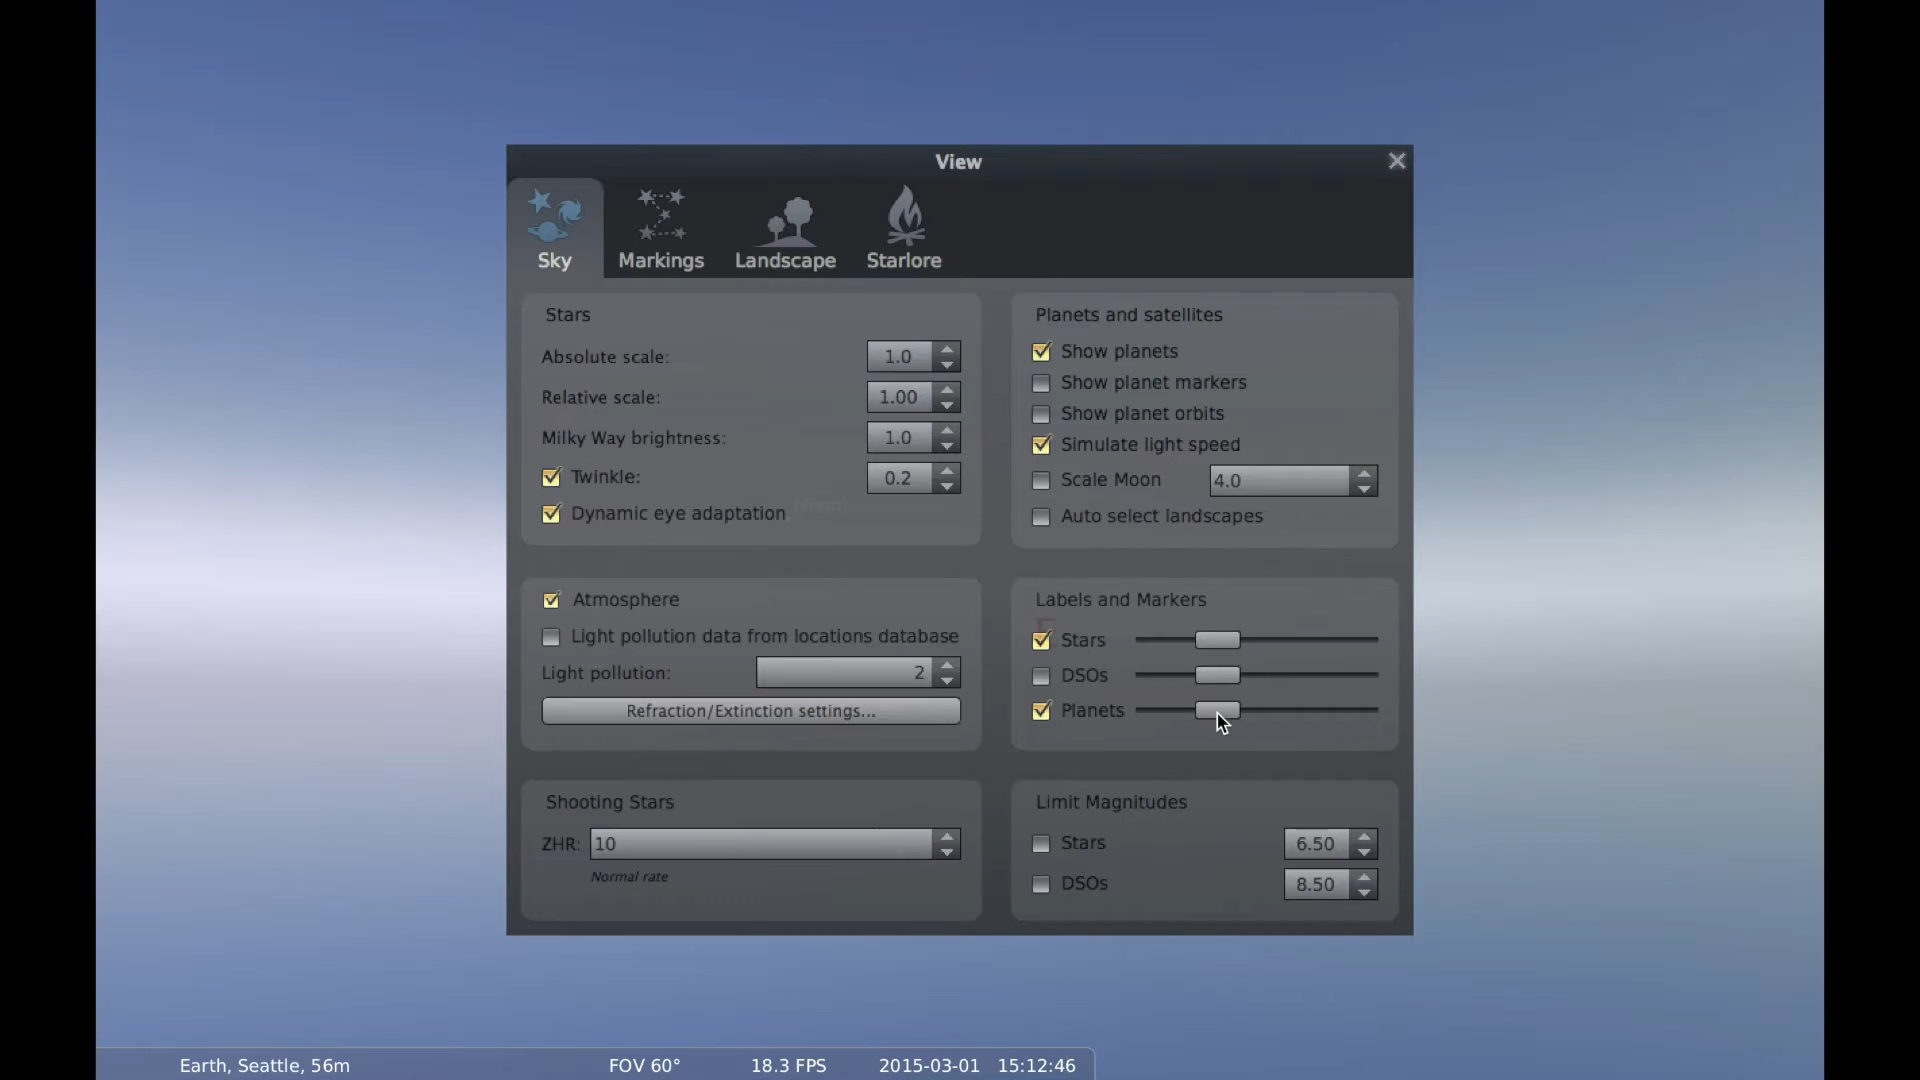 View
Sky
Markings
Landscape
Starlore
Stars
Absolute scale:
1.0
Relative scale:
1.00
Milky Way brightness:
1.0
Twinkle:
0.2
Dynamic eye adaptation
Planets and satellites
Show planets
Show planet markers
Show planet orbits
Simulate light speed
Scale Moon
4.0
Auto select landscapes
Atmosphere
Light pollution data from locations database
Light pollution:
2
Refraction/Extinction settings...
Labels and Markers
Stars
DSOs
Planets
Shooting Stars
ZHR:
10
Normal rate
Limit Magnitudes
Stars
6.50
DSOs
8.50
Earth, Seattle, 56m
FOV 60°
18.3 FPS
2015-03-01
15:12:46